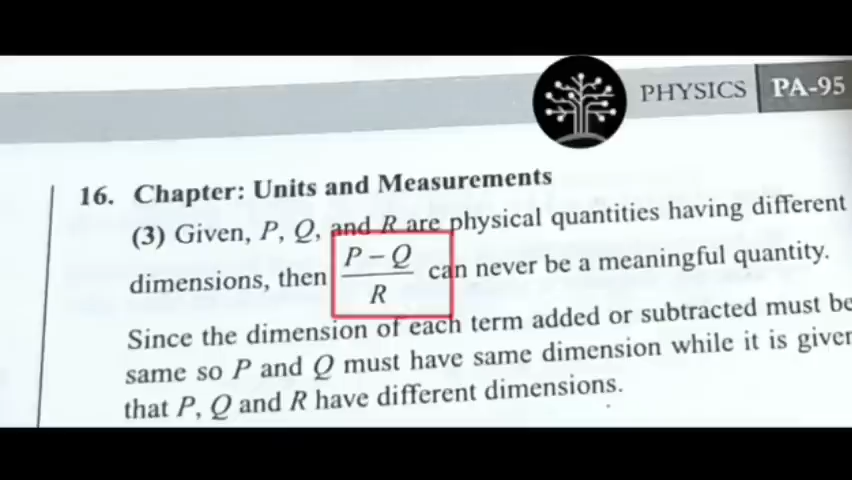 PHYSICS PA-95
16. Chapter: Units and Measurements
(3) Given, P, Q, and R are physical quantities having different
dimensions, then P − Q / R can never be a meaningful quantity.
Since the dimension of each term added or subtracted must be
same so P and Q must have same dimension while it is given
that P, Q and R have different dimensions.